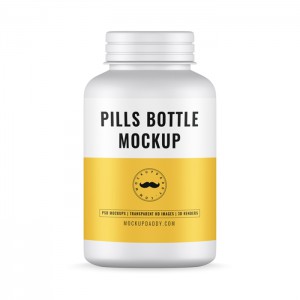 PILLS BOTTLE
MOCKUP
PSD MOCKUPS | TRANSPARENT HD IMAGES | 3D RENDERS
MOCKUPDADDY.COM